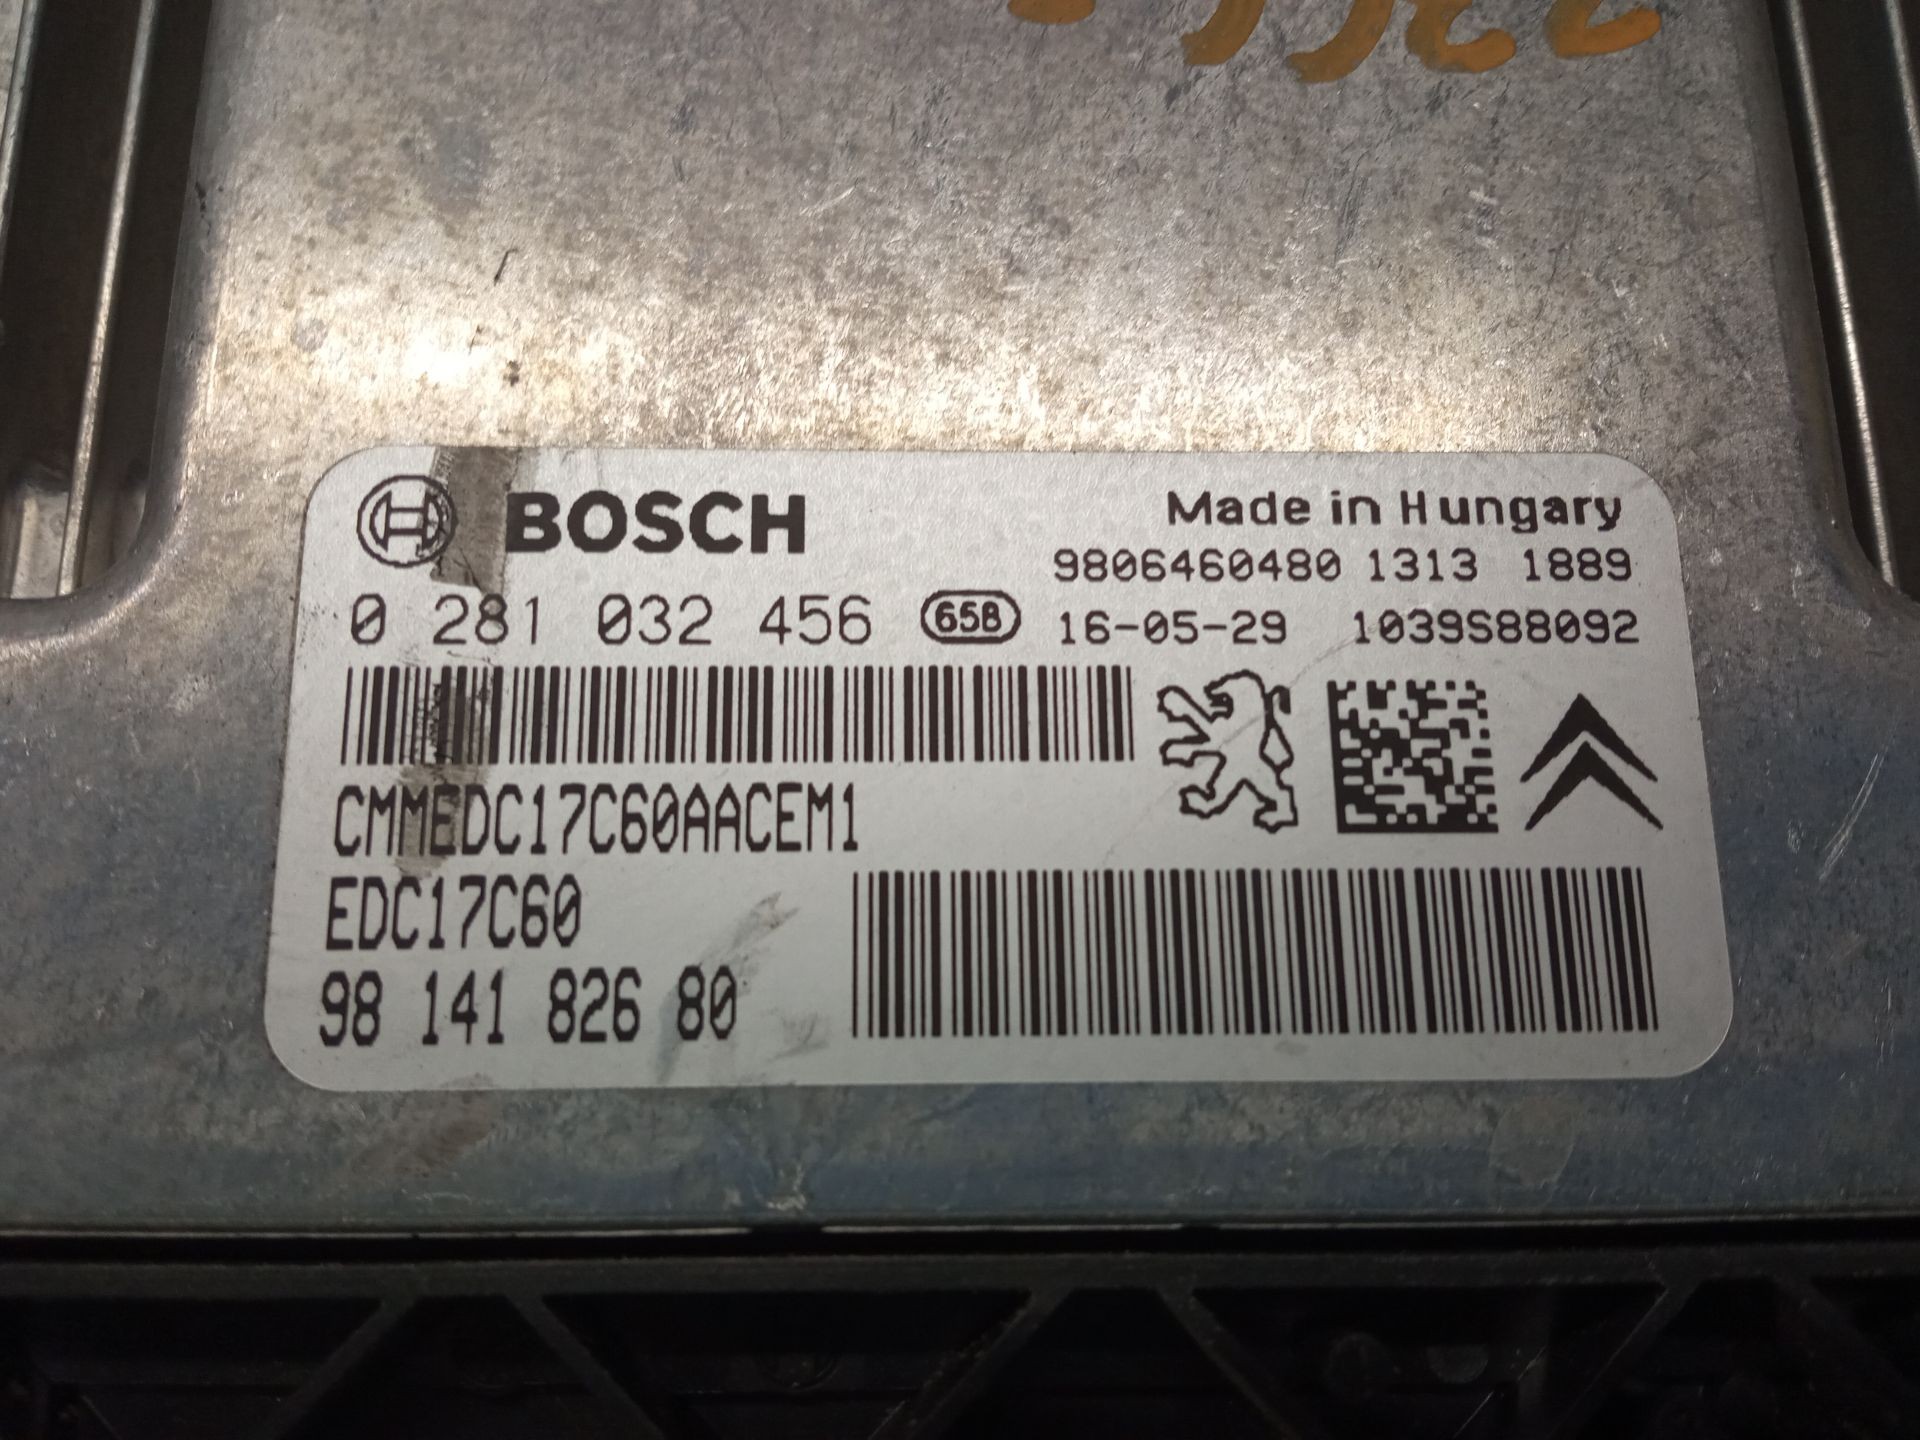 BOSCH
Made in Hungary
9806460480 1313 1889
0 281 032 456 65B 16-05-29 1039S88092
CMMEDC17C60AACEM1
EDC17C60
98 141 826 80